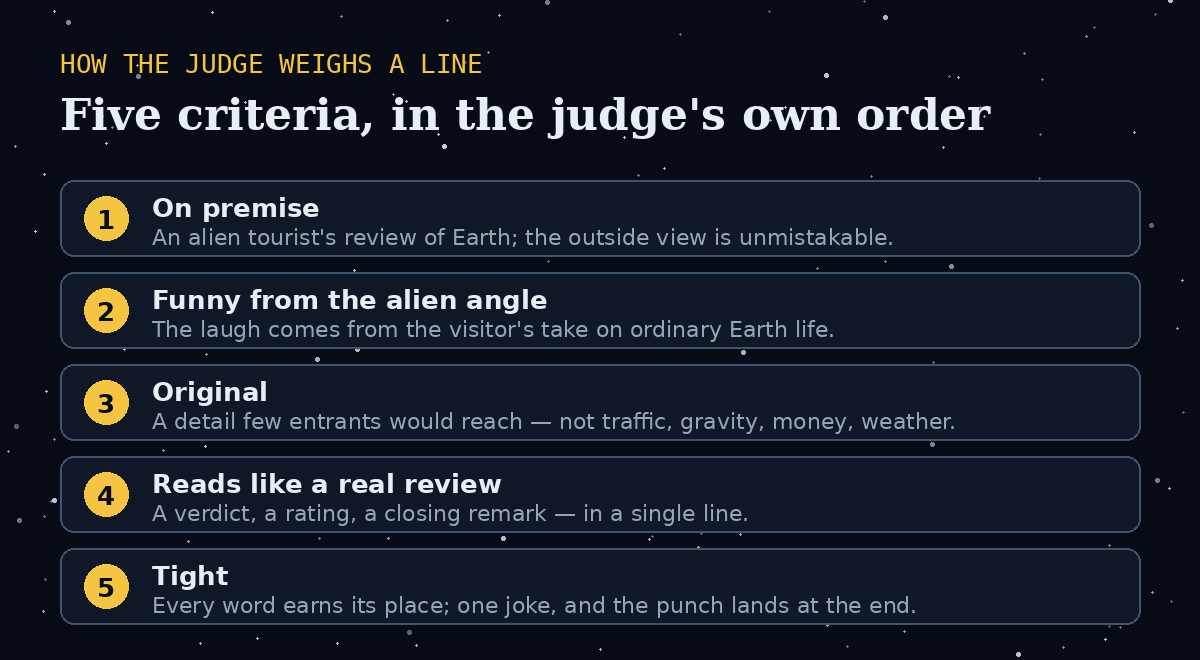 HOW THE JUDGE WEIGHS A LINE
Five criteria, in the judge's own order
1
On premise
An alien tourist's review of Earth; the outside view is unmistakable.
2
Funny from the alien angle
The laugh comes from the visitor's take on ordinary Earth life.
3
Original
A detail few entrants would reach — not traffic, gravity, money, weather.
4
Reads like a real review
A verdict, a rating, a closing remark — in a single line.
5
Tight
Every word earns its place; one joke, and the punch lands at the end.